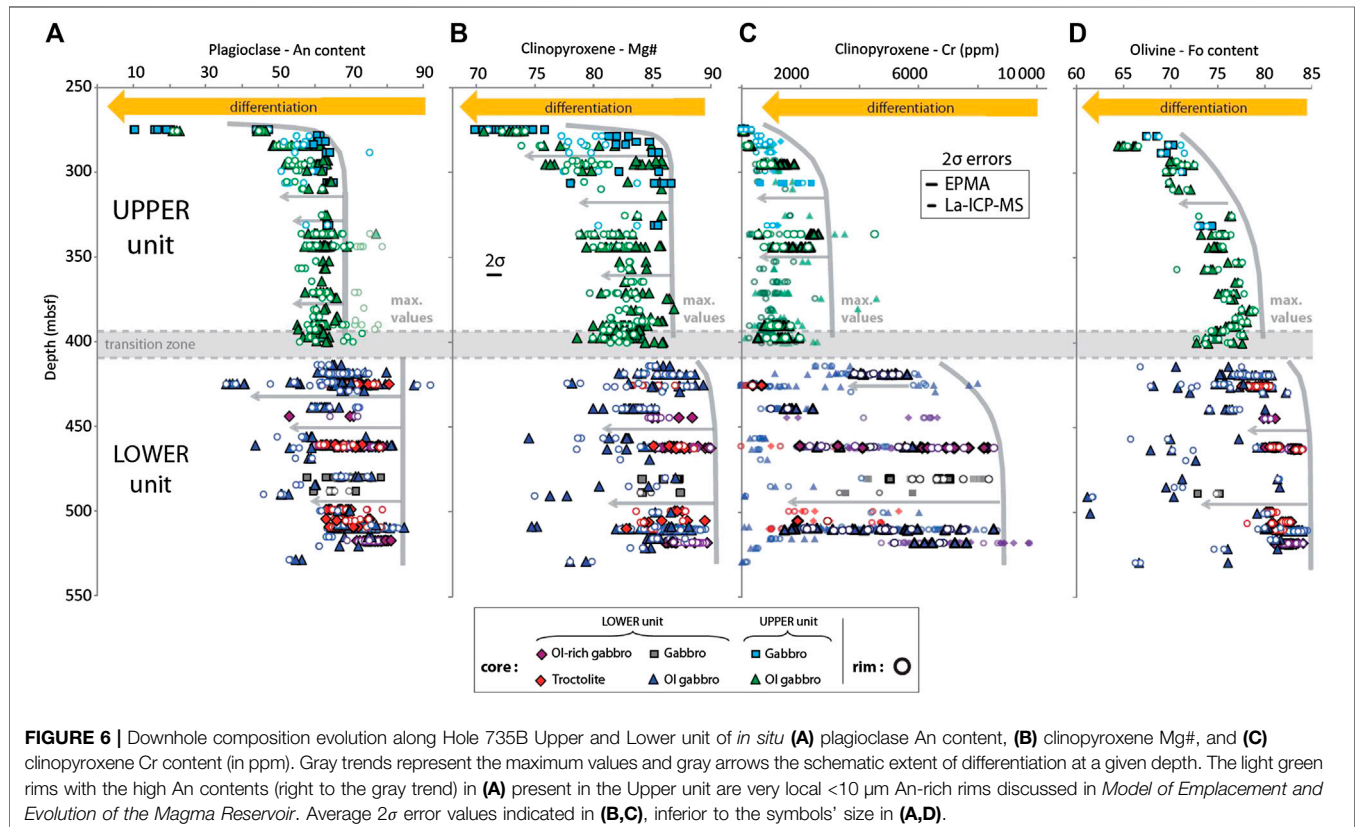 A
Plagioclase - An content
10 30 50 70 90
B
Clinopyroxene - Mg#
70 75 80 85 90
C
Clinopyroxene - Cr (ppm)
2000 6000 10 000
D
Olivine - Fo content
60 65 70 75 80 85
differentiation
differentiation
differentiation
differentiation
Depth (mbsf)
250
300
350
400
450
500
550
UPPER
unit
LOWER
unit
transition zone
max.
values
2σ
max.
values
2σ errors
EPMA
La-ICP-MS
max.
values
max.
values
LOWER unit
UPPER unit
core :
Ol-rich gabbro
Gabbro
Gabbro
rim :
Troctolite
Ol gabbro
Ol gabbro
FIGURE 6 | Downhole composition evolution along Hole 735B Upper and Lower unit of in situ (A) plagioclase An content, (B) clinopyroxene Mg#, and (C)
clinopyroxene Cr content (in ppm). Gray trends represent the maximum values and gray arrows the schematic extent of differentiation at a given depth. The light green
rims with the high An contents (right to the gray trend) in (A) present in the Upper unit are very local <10 µm An-rich rims discussed in Model of Emplacement and
Evolution of the Magma Reservoir. Average 2σ error values indicated in (B,C), inferior to the symbols' size in (A,D).